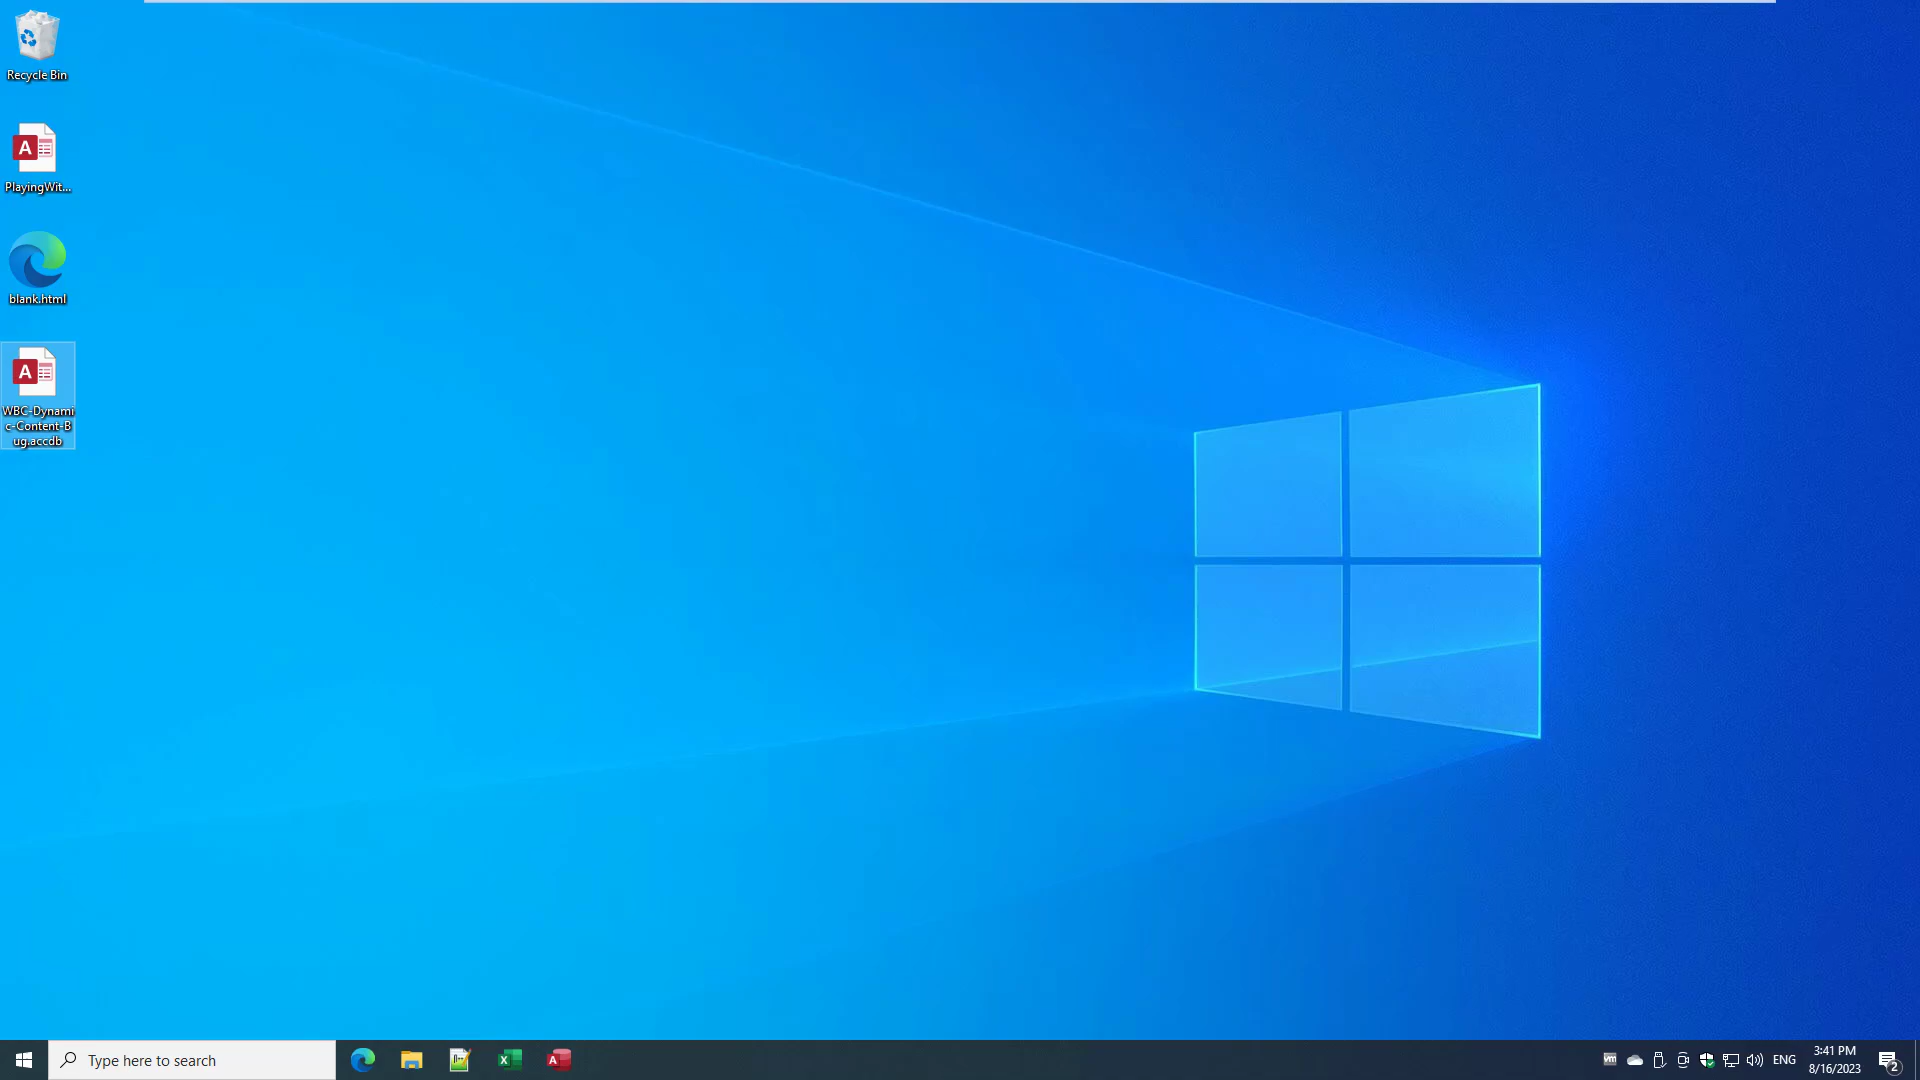 Recycle Bin
PlayingWit...
blank.html
WBC-Dynami
c-Content-B
ug.accdb
Type here to search
ENG
3:41 PM
8/16/2023
2